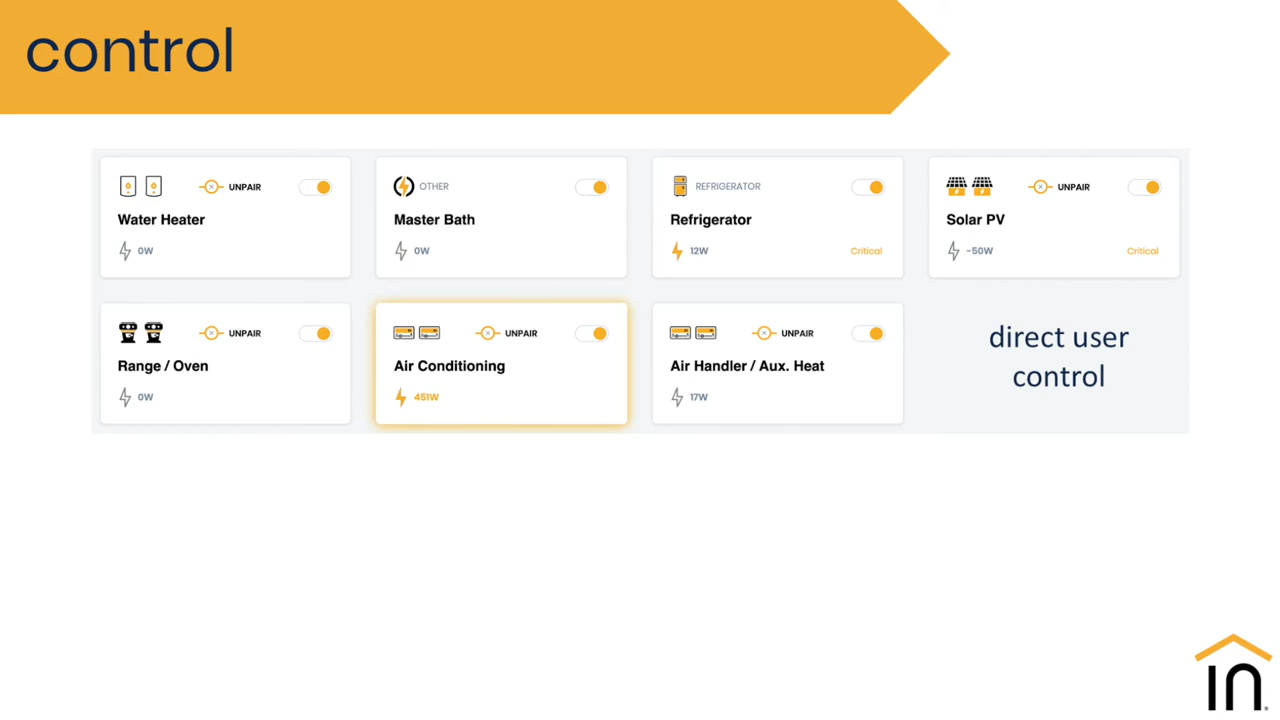 control
UNPAIR
Water Heater
0W
OTHER
Master Bath
0W
REFRIGERATOR
Refrigerator
12W
Critical
UNPAIR
Solar PV
-50W
Critical
UNPAIR
Range / Oven
0W
UNPAIR
Air Conditioning
451W
UNPAIR
Air Handler / Aux. Heat
17W
direct user
control
IN®